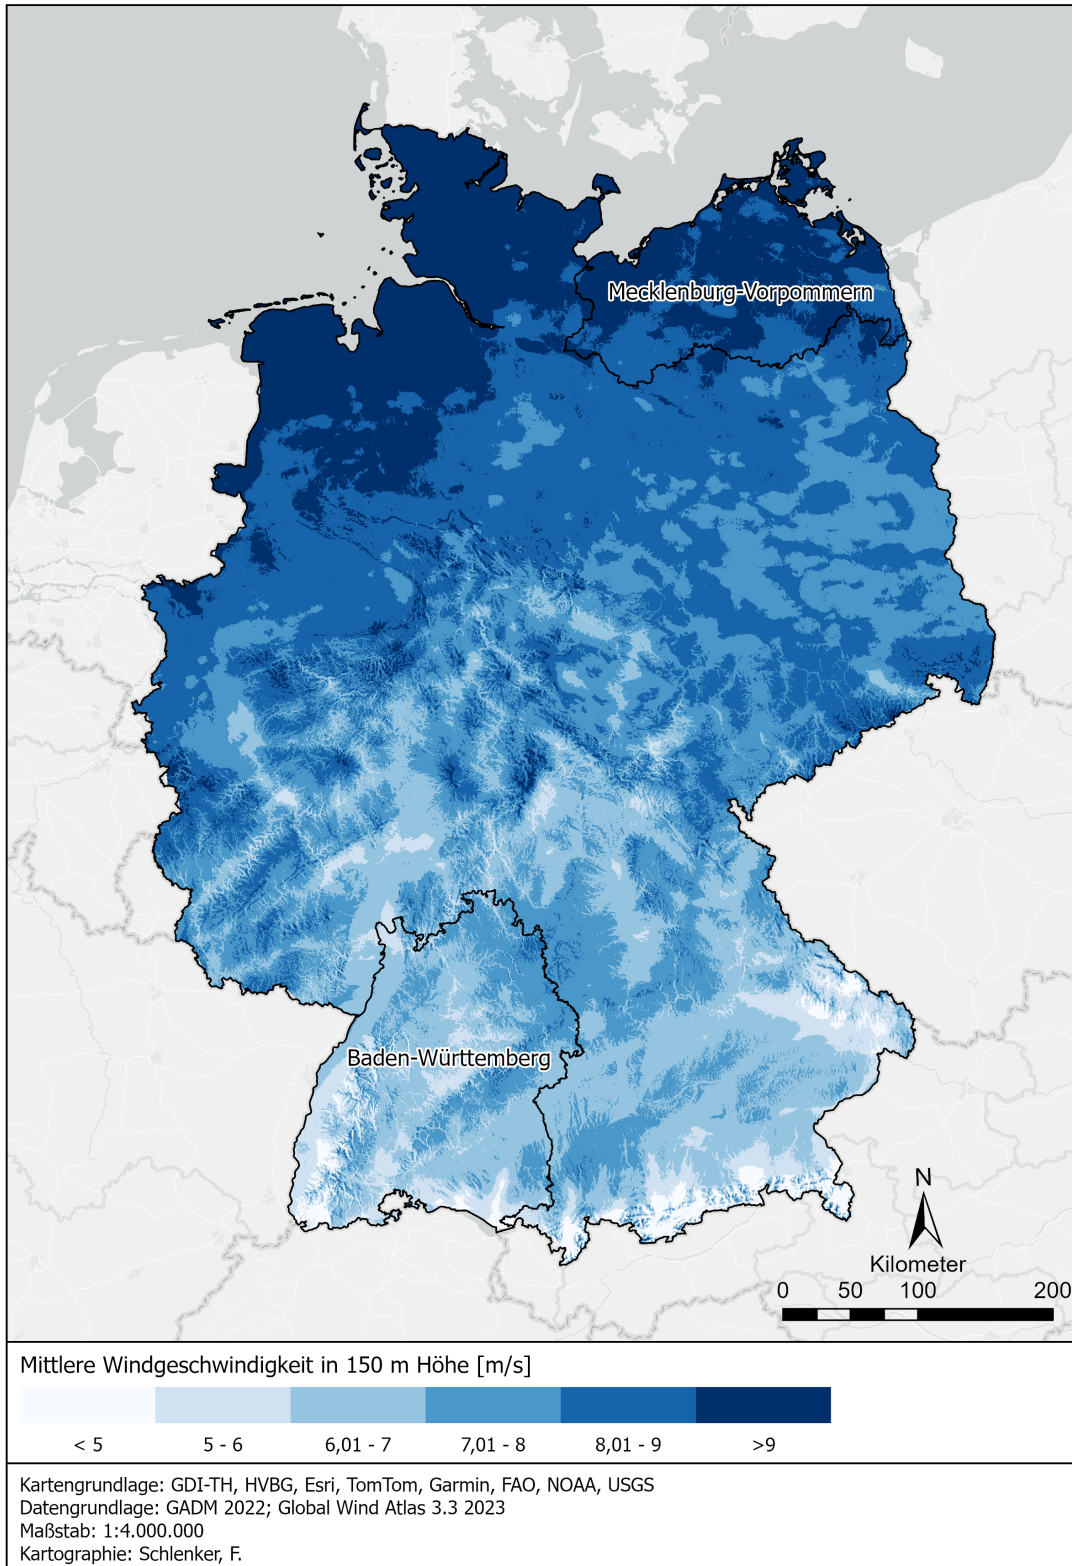 Mecklenburg-Vorpommern
Baden-Württemberg
N
Kilometer
0 50 100 200
Mittlere Windgeschwindigkeit in 150 m Höhe [m/s]
< 5 5 - 6 6,01 - 7 7,01 - 8 8,01 - 9 >9
Kartengrundlage: GDI-TH, HVBG, Esri, TomTom, Garmin, FAO, NOAA, USGS
Datengrundlage: GADM 2022; Global Wind Atlas 3.3 2023
Maßstab: 1:4.000.000
Kartographie: Schlenker, F.